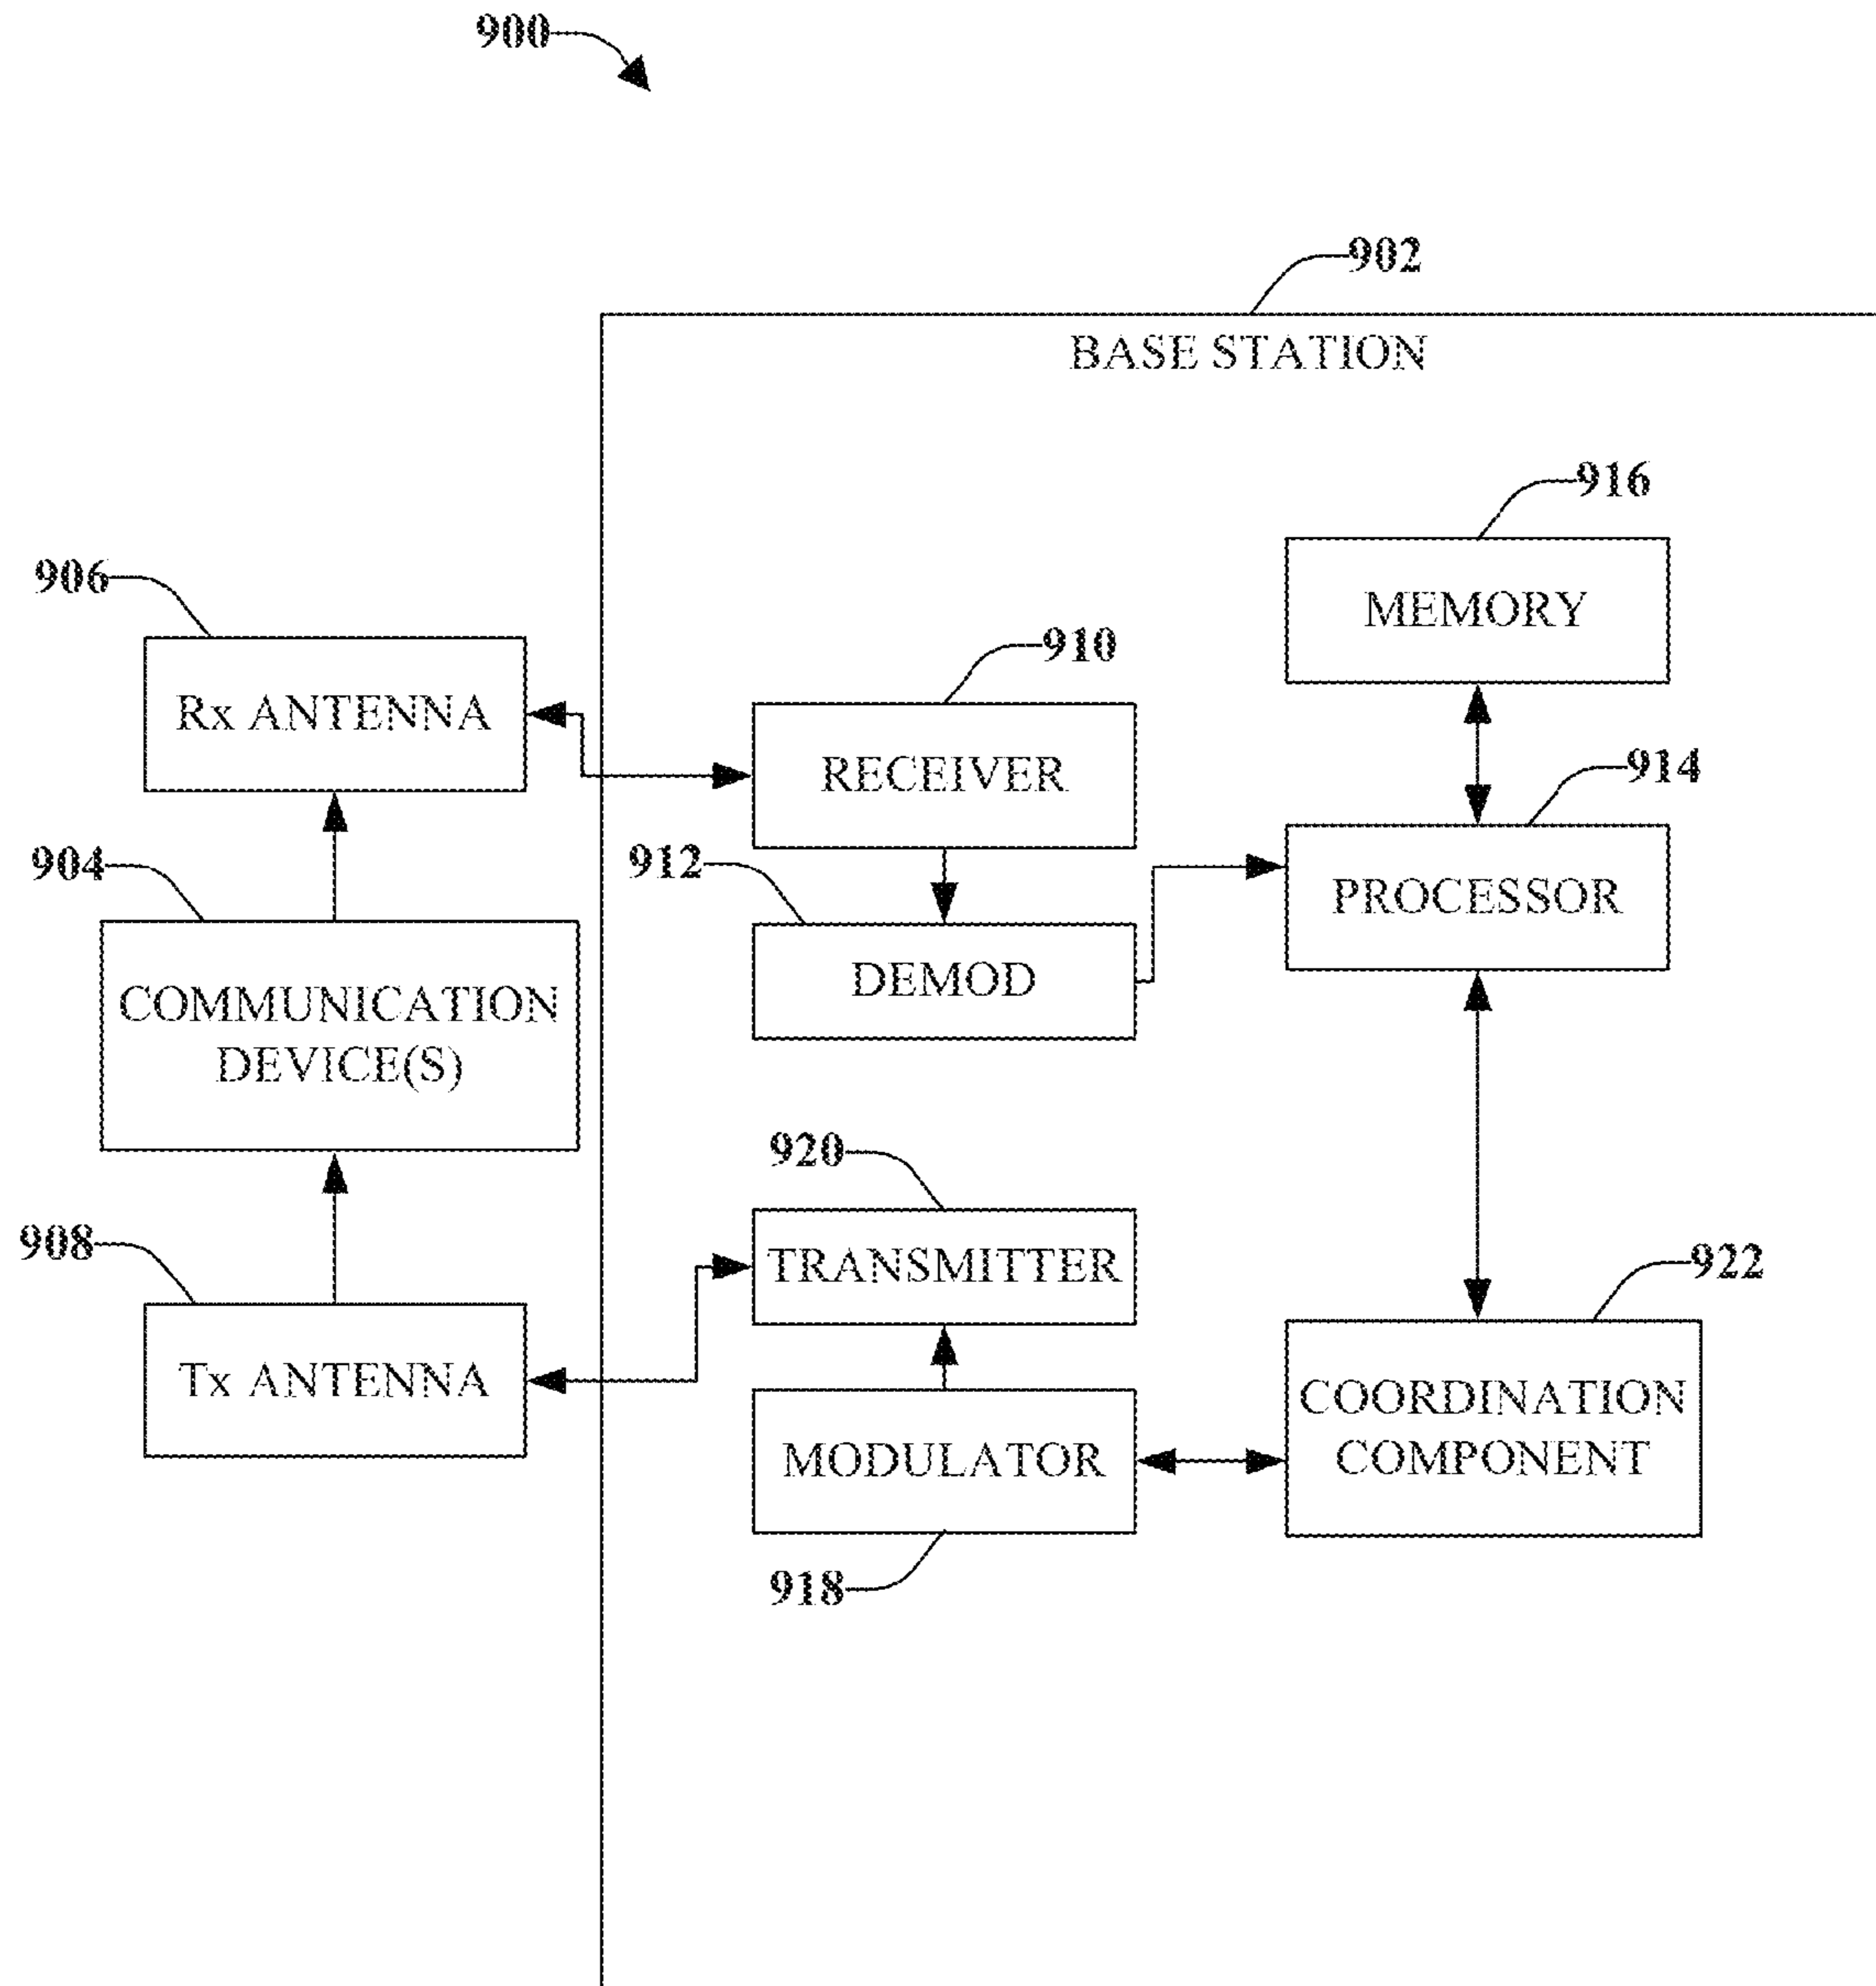 900
902
BASE STATION
916
MEMORY
906
Rx ANTENNA
910
RECEIVER
914
PROCESSOR
904
COMMUNICATION
DEVICE(S)
912
DEMOD
920
TRANSMITTER
908
Tx ANTENNA
922
COORDINATION
COMPONENT
MODULATOR
918